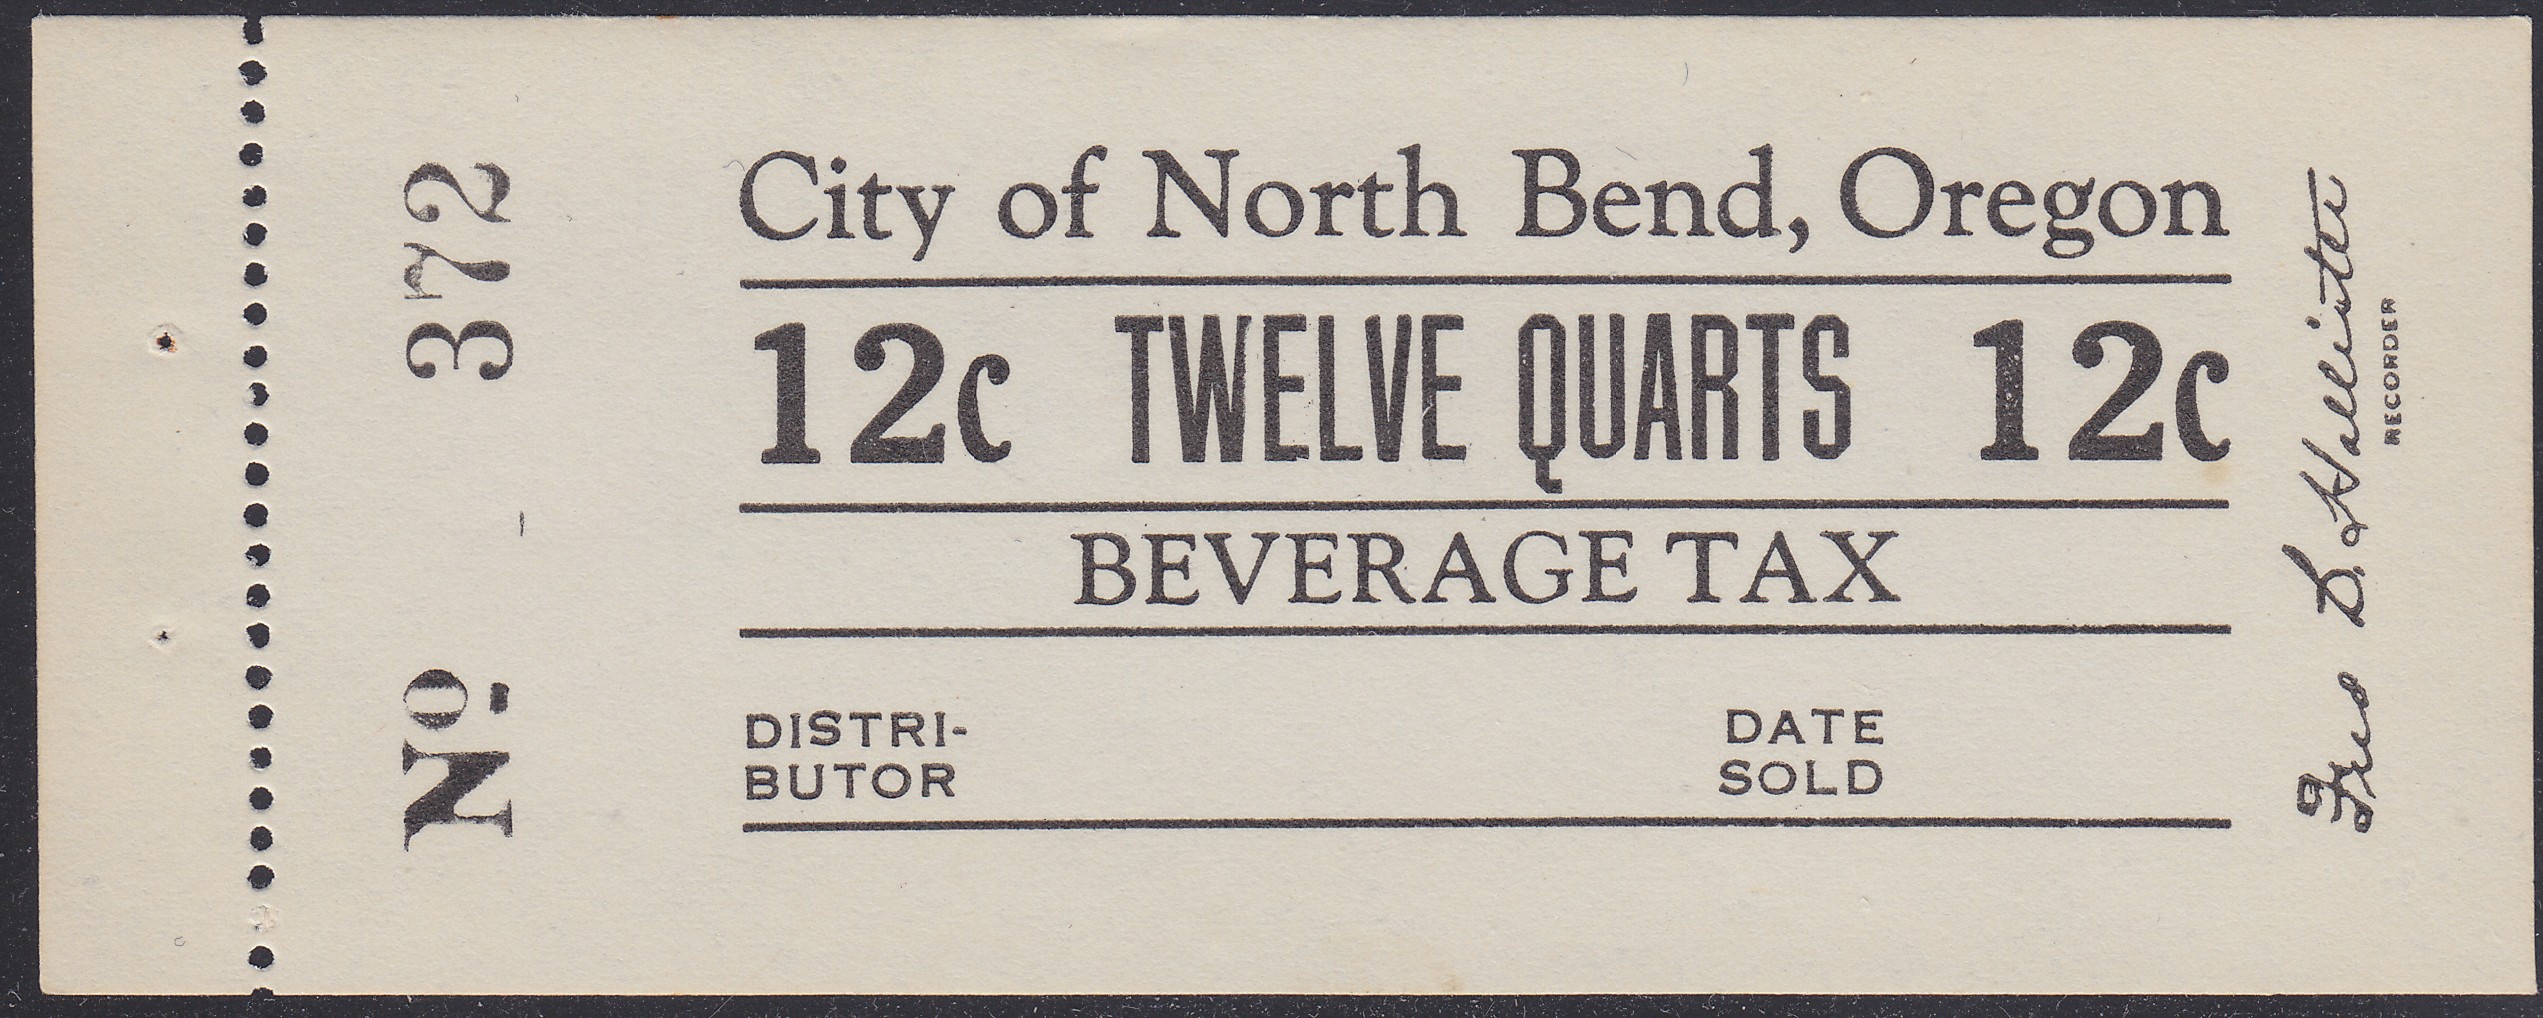 Nº 372
City of North Bend, Oregon
12c TWELVE QUARTS 12c
BEVERAGE TAX
DISTRI-
BUTOR
DATE
SOLD
D.
RECORDER